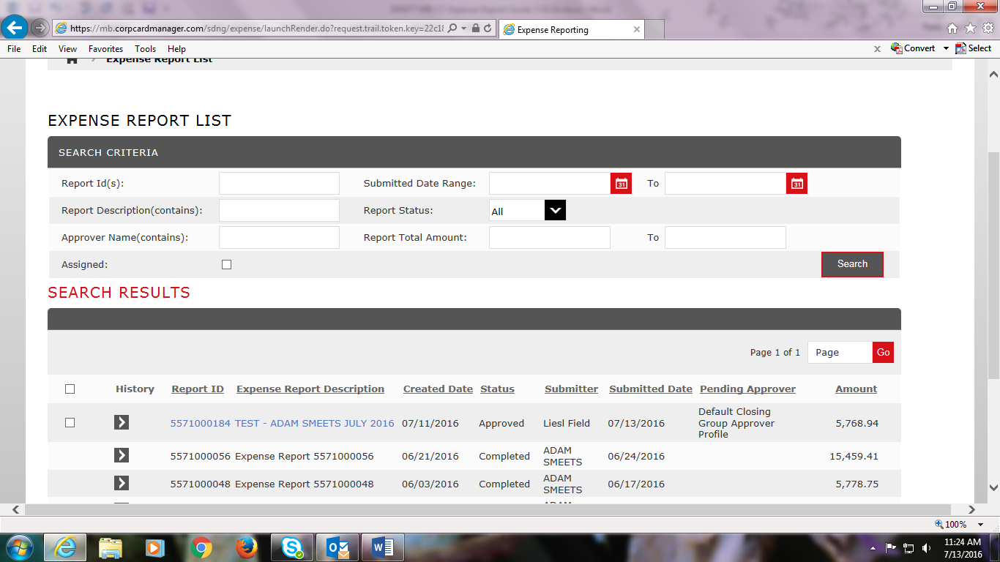 https://mb.corpcardmanager.com/sdng/expense/launchRender.do?request.trail.token.key=22c18
Expense Reporting
File Edit View Favorites Tools Help
x Convert Select
Expense Report List
EXPENSE REPORT LIST
SEARCH CRITERIA
Report Id(s): Submitted Date Range: 31 To 31
Report Description(contains): Report Status: All
Approver Name(contains): Report Total Amount: To
Assigned: Search
SEARCH RESULTS
Page 1 of 1 Page Go
History Report ID Expense Report Description Created Date Status Submitter Submitted Date Pending Approver Amount
5571000184 TEST - ADAM SMEETS JULY 2016 07/11/2016 Approved Liesl Field 07/13/2016 Default Closing Group Approver Profile 5,768.94
5571000056 Expense Report 5571000056 06/21/2016 Completed ADAM SMEETS 06/24/2016 15,459.41
5571000048 Expense Report 5571000048 06/03/2016 Completed ADAM SMEETS 06/17/2016 5,778.75
100%
11:24 AM
7/13/2016